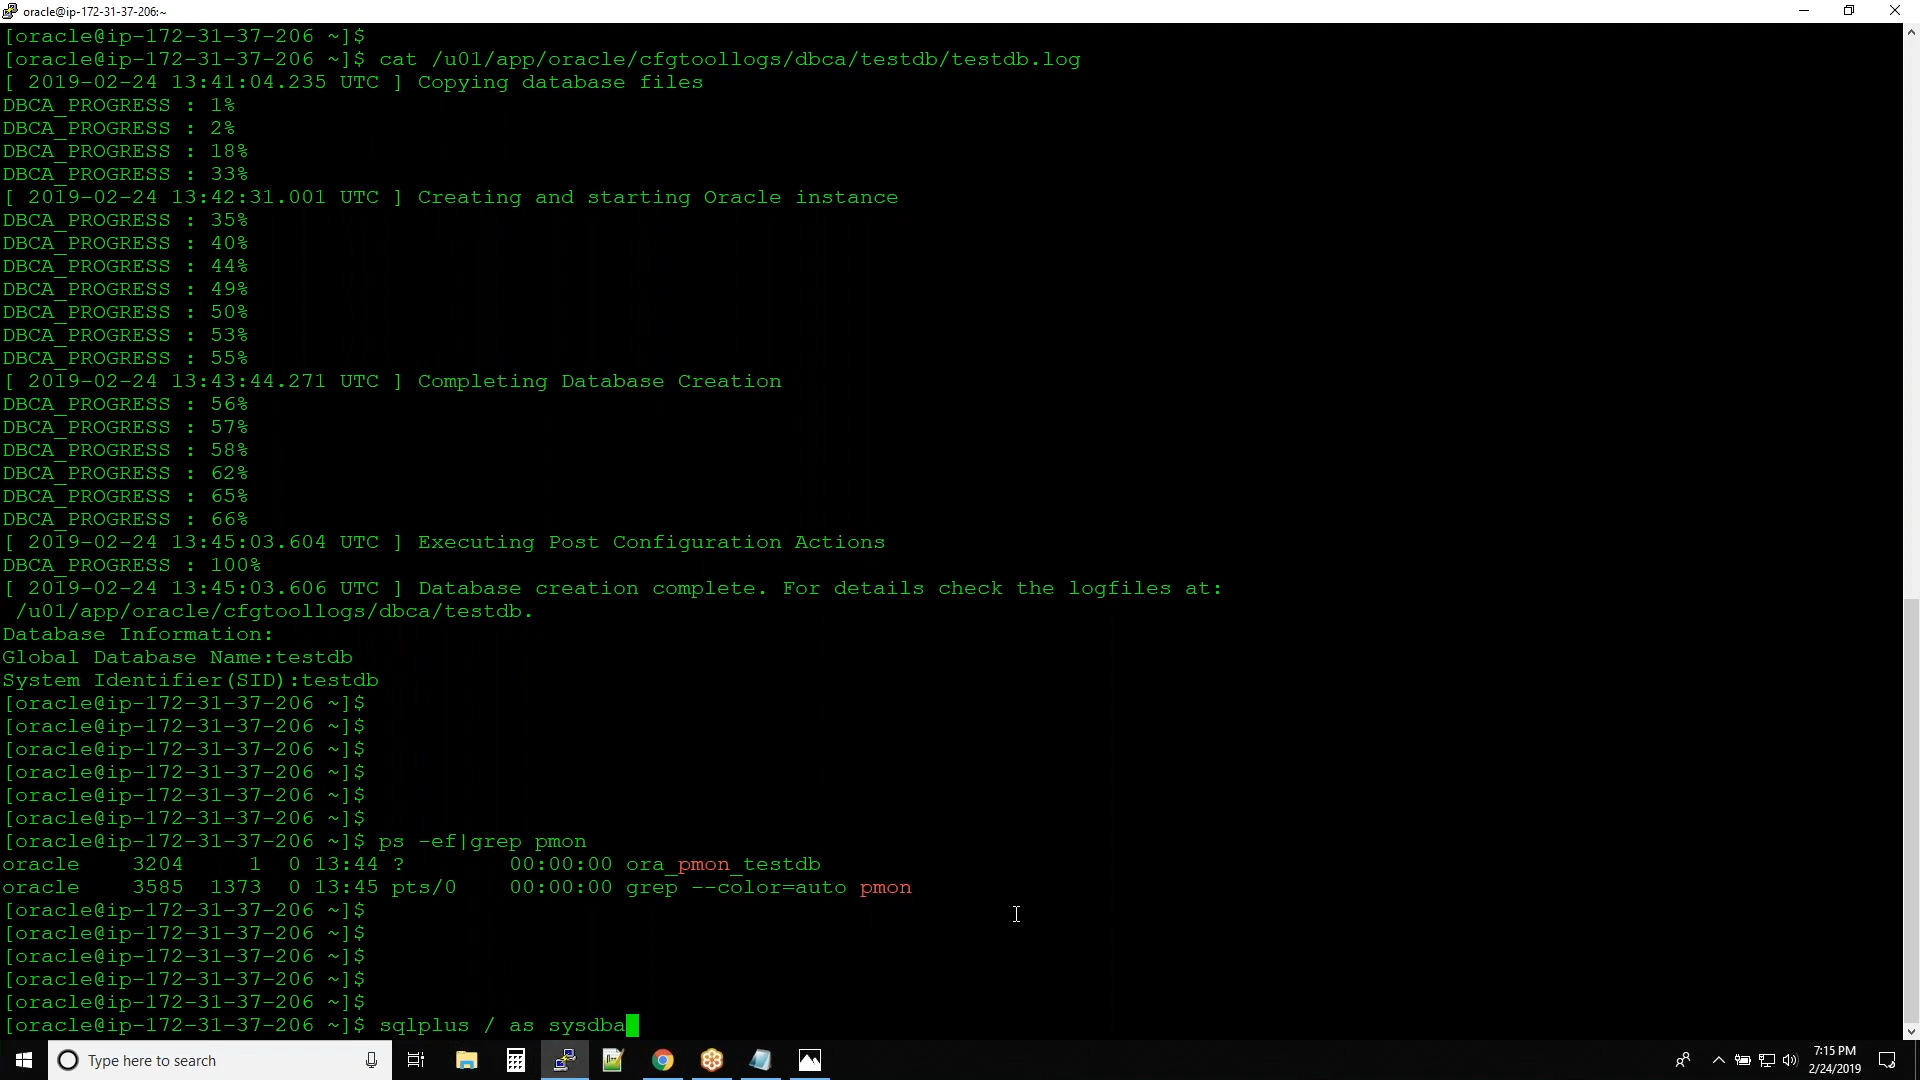 oracle@ip-172-31-37-206:~
[oracle@ip-172-31-37-206 ~]$
[oracle@ip-172-31-37-206 ~]$ cat /u01/app/oracle/cfgtoollogs/dbca/testdb/testdb.log
[ 2019-02-24 13:41:04.235 UTC ] Copying database files
DBCA_PROGRESS : 1%
DBCA_PROGRESS : 2%
DBCA_PROGRESS : 18%
DBCA_PROGRESS : 33%
[ 2019-02-24 13:42:31.001 UTC ] Creating and starting Oracle instance
DBCA_PROGRESS : 35%
DBCA_PROGRESS : 40%
DBCA_PROGRESS : 44%
DBCA_PROGRESS : 49%
DBCA_PROGRESS : 50%
DBCA_PROGRESS : 53%
DBCA_PROGRESS : 55%
[ 2019-02-24 13:43:44.271 UTC ] Completing Database Creation
DBCA_PROGRESS : 56%
DBCA_PROGRESS : 57%
DBCA_PROGRESS : 58%
DBCA_PROGRESS : 62%
DBCA_PROGRESS : 65%
DBCA_PROGRESS : 66%
[ 2019-02-24 13:45:03.604 UTC ] Executing Post Configuration Actions
DBCA_PROGRESS : 100%
[ 2019-02-24 13:45:03.606 UTC ] Database creation complete. For details check the logfiles at:
 /u01/app/oracle/cfgtoollogs/dbca/testdb.
Database Information:
Global Database Name:testdb
System Identifier(SID):testdb
[oracle@ip-172-31-37-206 ~]$
[oracle@ip-172-31-37-206 ~]$
[oracle@ip-172-31-37-206 ~]$
[oracle@ip-172-31-37-206 ~]$
[oracle@ip-172-31-37-206 ~]$
[oracle@ip-172-31-37-206 ~]$
[oracle@ip-172-31-37-206 ~]$ ps -ef|grep pmon
oracle    3204     1  0 13:44 ?        00:00:00 ora_pmon_testdb
oracle    3585  1373  0 13:45 pts/0    00:00:00 grep --color=auto pmon
[oracle@ip-172-31-37-206 ~]$
[oracle@ip-172-31-37-206 ~]$
[oracle@ip-172-31-37-206 ~]$
[oracle@ip-172-31-37-206 ~]$
[oracle@ip-172-31-37-206 ~]$
[oracle@ip-172-31-37-206 ~]$ sqlplus / as sysdba
Type here to search
7:15 PM
2/24/2019